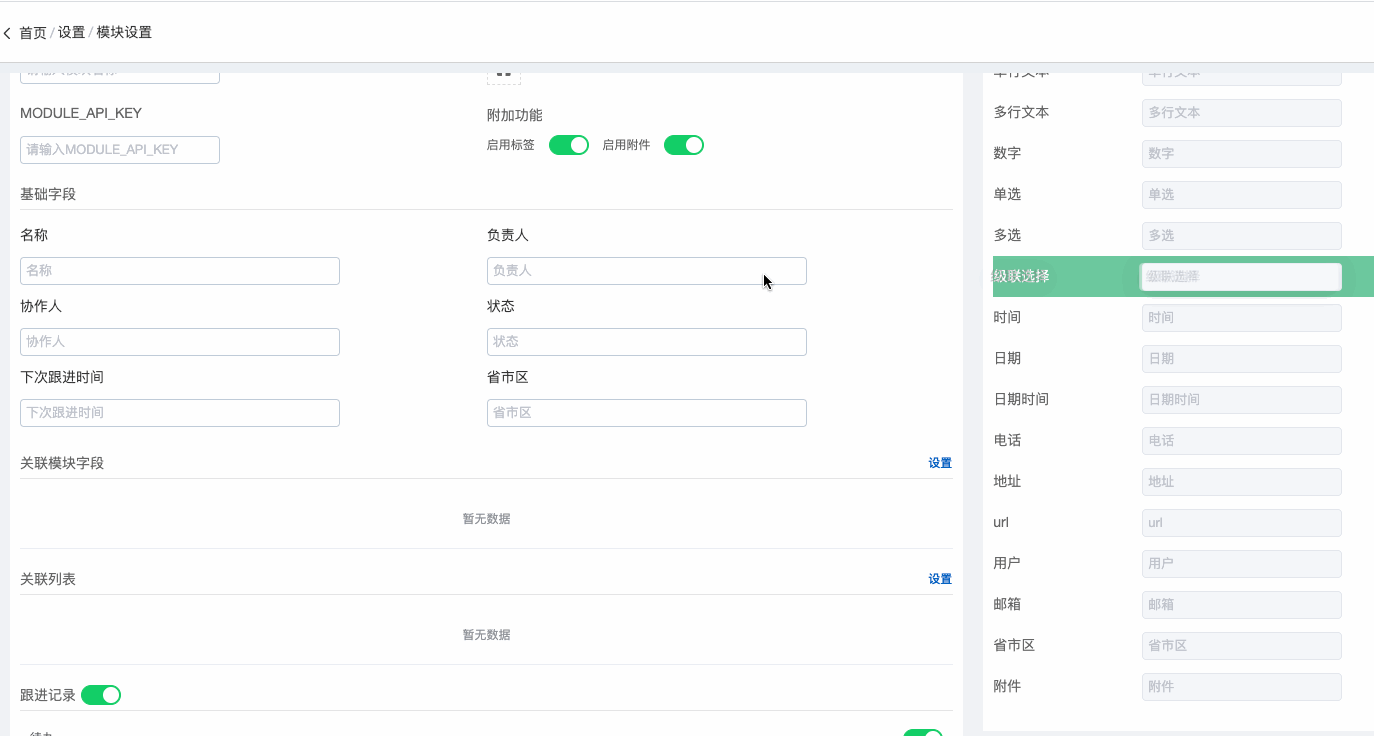 首页 / 设置 / 模块设置
MODULE_API_KEY
请输入MODULE_API_KEY
附加功能
启用标签
启用附件
基础字段
名称
名称
负责人
负责人
协作人
协作人
状态
状态
下次跟进时间
下次跟进时间
省市区
省市区
关联模块字段
设置
暂无数据
关联列表
设置
暂无数据
跟进记录
单行文本
单行文本
多行文本
多行文本
数字
数字
单选
单选
多选
多选
级联选择
级联选择
时间
时间
日期
日期
日期时间
日期时间
电话
电话
地址
地址
url
url
用户
用户
邮箱
邮箱
省市区
省市区
附件
附件